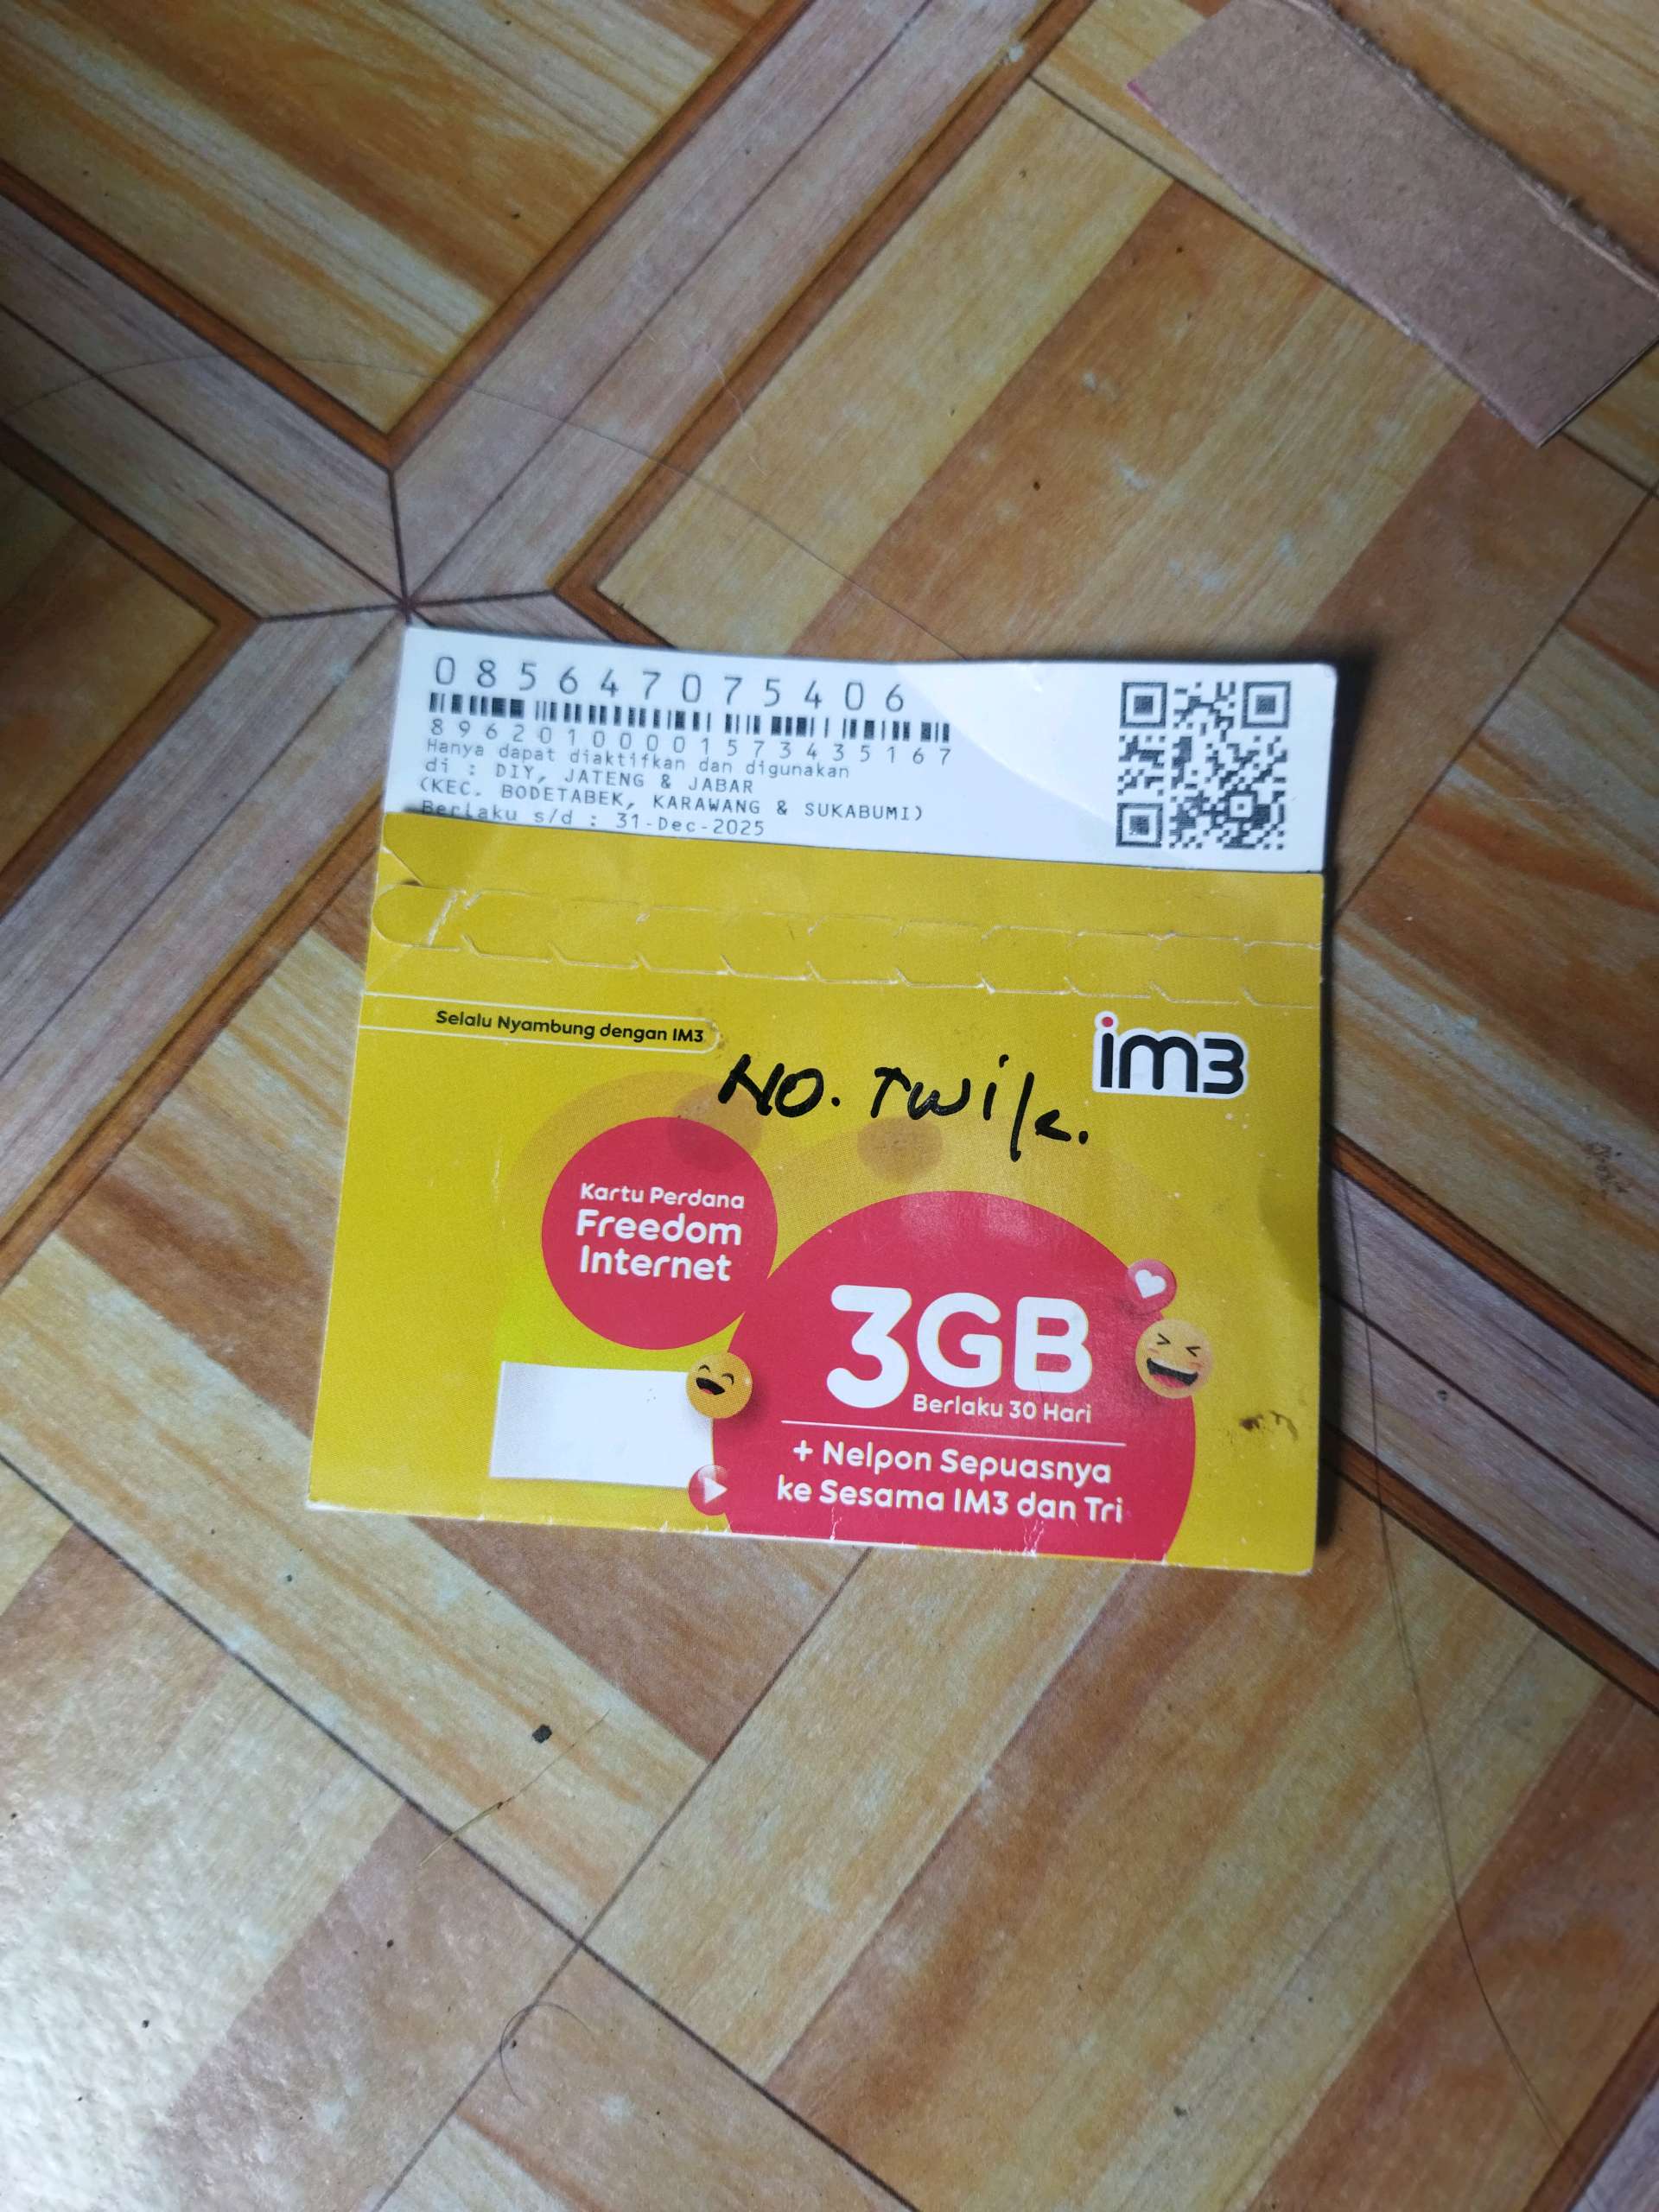 085647075406
89620100001573435167
Hanya dapat diaktifkan dan digunakan
di : DIY, JATENG & JABAR
(KEC. BODETABEK, KARAWANG & SUKABUMI)
Berlaku s/d : 31-Dec-2025
Selalu Nyambung dengan IM3
im3
NO. Twi/c.
Kartu Perdana
Freedom
Internet
3GB
Berlaku 30 Hari
+ Nelpon Sepuasnya
ke Sesama IM3 dan Tri